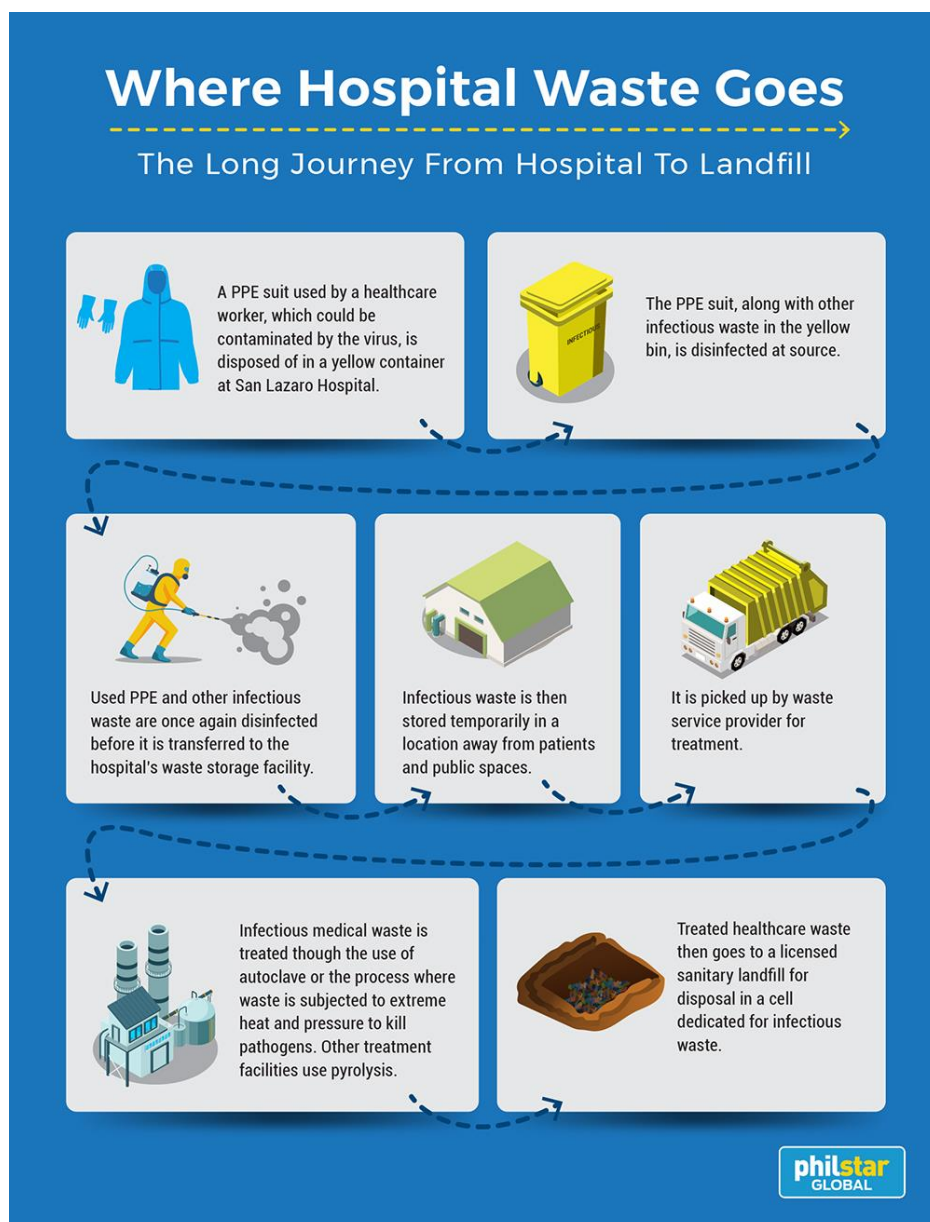 Where Hospital Waste Goes
The Long Journey From Hospital To Landfill
A PPE suit used by a healthcare
worker, which could be
contaminated by the virus, is
disposed of in a yellow container
at San Lazaro Hospital.
INFECTIOUS
The PPE suit, along with other
infectious waste in the yellow
bin, is disinfected at source.
Used PPE and other infectious
waste are once again disinfected
before it is transferred to the
hospital's waste storage facility.
Infectious waste is then
stored temporarily in a
location away from patients
and public spaces.
It is picked up by waste
service provider for
treatment.
Infectious medical waste is
treated though the use of
autoclave or the process where
waste is subjected to extreme
heat and pressure to kill
pathogens. Other treatment
facilities use pyrolysis.
Treated healthcare waste
then goes to a licensed
sanitary landfill for
disposal in a cell
dedicated for infectious
waste.
philstar
GLOBAL